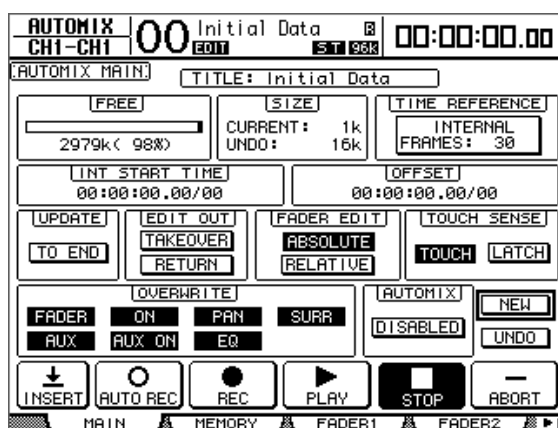 AUTOMIX
CH1-CH1
00 Initial Data
EDIT
ST 96K
00:00:00.00
AUTOMIX MAIN
TITLE: Initial Data
FREE
2979k( 98%)
SIZE
CURRENT: 1k
UNDO: 16k
TIME REFERENCE
INTERNAL
FRAMES: 30
INT START TIME
00:00:00.00/00
OFFSET
00:00:00.00/00
UPDATE
TO END
EDIT OUT
TAKEOVER
RETURN
FADER EDIT
ABSOLUTE
RELATIVE
TOUCH SENSE
TOUCH LATCH
OVERWRITE
FADER ON PAN SURR
AUX AUX ON EQ
AUTOMIX
DISABLED
NEW
UNDO
INSERT AUTO REC REC PLAY STOP ABORT
MAIN MEMORY FADER1 FADER2